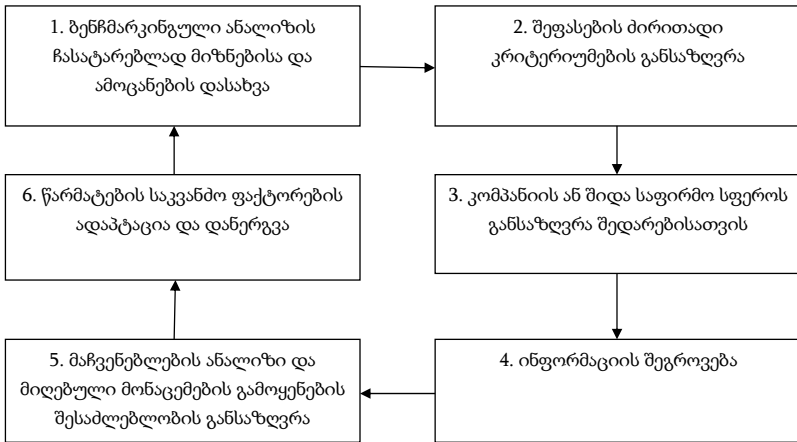 1. ბენჩმარკინგული ანალიზის
ჩასატარებლად მიზნებისა და
ამოცანების დასახვა
2. შეფასების ძირითადი
კრიტერიუმების განსაზღვრა
3. კომპანიის ან შიდა საფირმო სფეროს
განსაზღვრა შედარებისათვის
4. ინფორმაციის შეგროვება
5. მაჩვენებლების ანალიზი და
მიღებული მონაცემების გამოყენების
შესაძლებლობის განსაზღვრა
6. წარმატების საკვანძო ფაქტორების
ადაპტაცია და დანერგვა